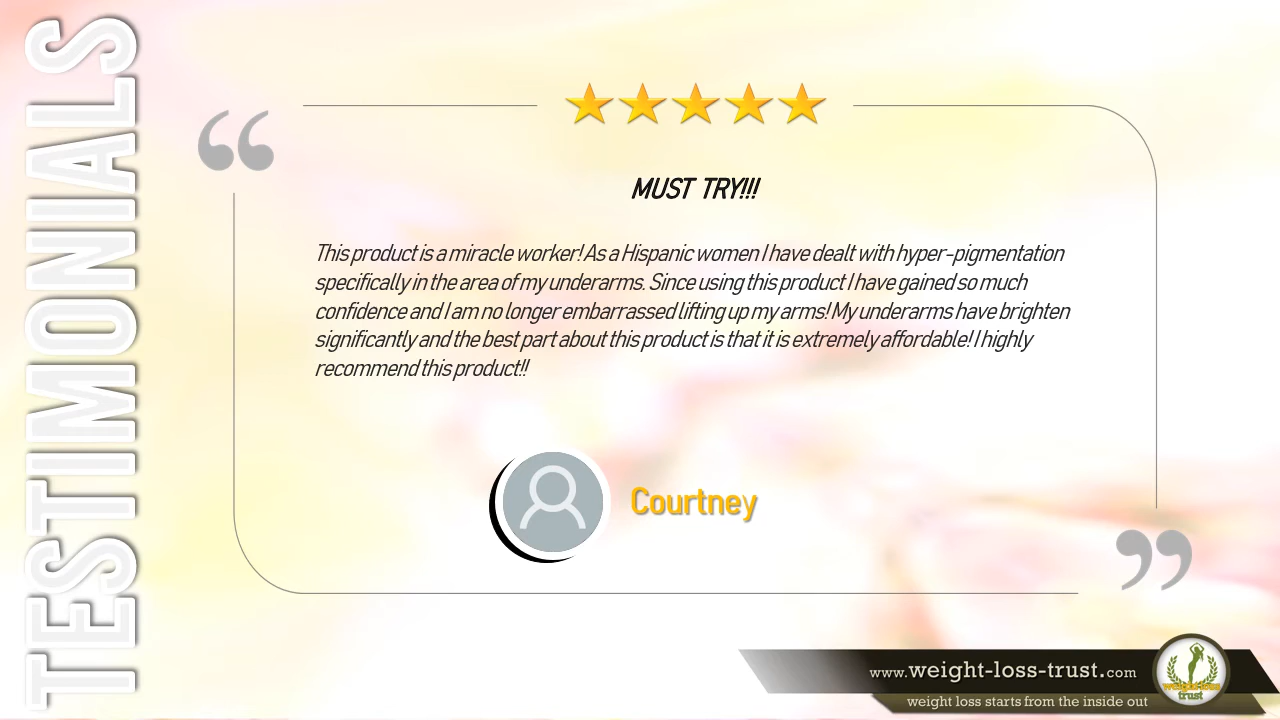 TESTIMONIALS
MUST TRY!!!
This product is a miracle worker! As a Hispanic women I have dealt with hyper-pigmentation
specifically in the area of my underarms. Since using this product I have gained so much
confidence and I am no longer embarrassed lifting up my arms! My underarms have brighten
significantly and the best part about this product is that it is extremely affordable! I highly
recommend this product!!
Courtney
www.weight-loss-trust.com
weight loss starts from the inside out
weight loss
trust